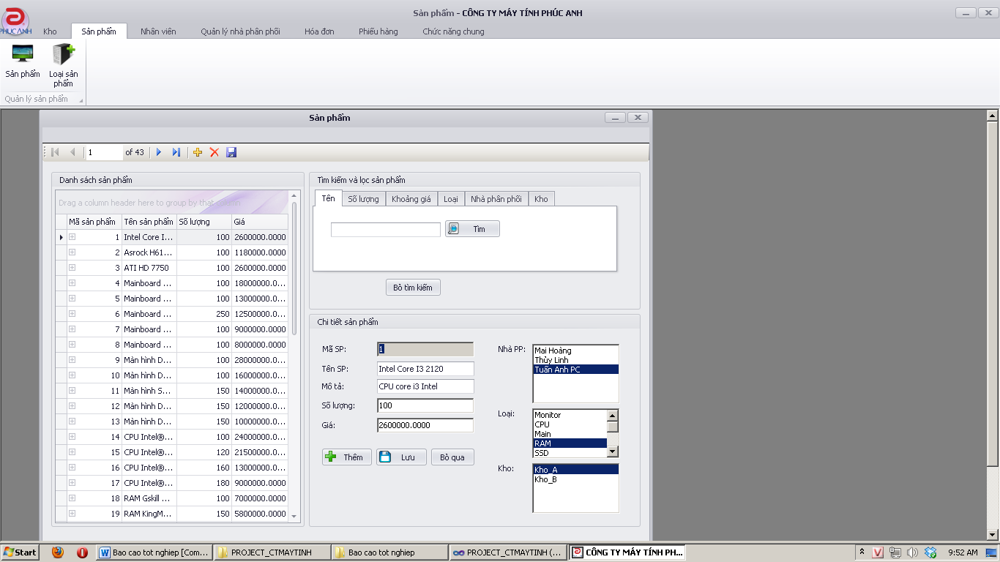 Sản phẩm - CÔNG TY MÁY TÍNH PHÚC ANH
PHUCANH
Kho Sản phẩm Nhân viên Quản lý nhà phân phối Hóa đơn Phiếu hàng Chức năng chung
Sản phẩm
Loại sản
phẩm
Quản lý sản phẩm
Sản phẩm
1 of 43
Danh sách sản phẩm
Drag a column header here to group by that column
Mã sản phẩm Tên sản phẩm Số lượng Giá
1 Intel Core I... 100 2600000.0000
2 Asrock H61... 100 1180000.0000
3 ATI HD 7750 100 2600000.0000
4 Mainboard ... 100 18000000.0...
5 Mainboard ... 100 13000000.0...
6 Mainboard ... 250 12500000.0...
7 Mainboard ... 100 9000000.0000
8 Mainboard ... 100 8000000.0000
9 Màn hình D... 100 28000000.0...
10 Màn hình D... 100 16000000.0...
11 Màn hình S... 150 14000000.0...
12 Màn hình D... 150 12000000.0...
13 Màn hình D... 150 10000000.0...
14 CPU Intel®... 100 24000000.0...
15 CPU Intel®... 120 21500000.0...
16 CPU Intel®... 160 13000000.0...
17 CPU Intel®... 180 9000000.0000
18 RAM Gskill ... 100 7000000.0000
19 RAM KingM... 150 5800000.0000
Tìm kiếm và lọc sản phẩm
Tên Số lượng Khoảng giá Loại Nhà phân phối Kho
Tìm
Bỏ tìm kiếm
Chi tiết sản phẩm
Mã SP: 1
Tên SP: Intel Core I3 2120
Mô tả: CPU core i3 Intel
Số lượng: 100
Giá: 2600000.0000
Thêm Lưu Bỏ qua
Nhà PP: Mai Hoàng
Thùy Linh
Tuấn Anh PC
Loại: Monitor
CPU
Main
RAM
SSD
Kho: Kho_A
Kho_B
Start Bao cao tot nghiep [Com... PROJECT_CTMAYTINH Bao cao tot nghiep PROJECT_CTMAYTINH (... CÔNG TY MÁY TÍNH PH... 9:52 AM